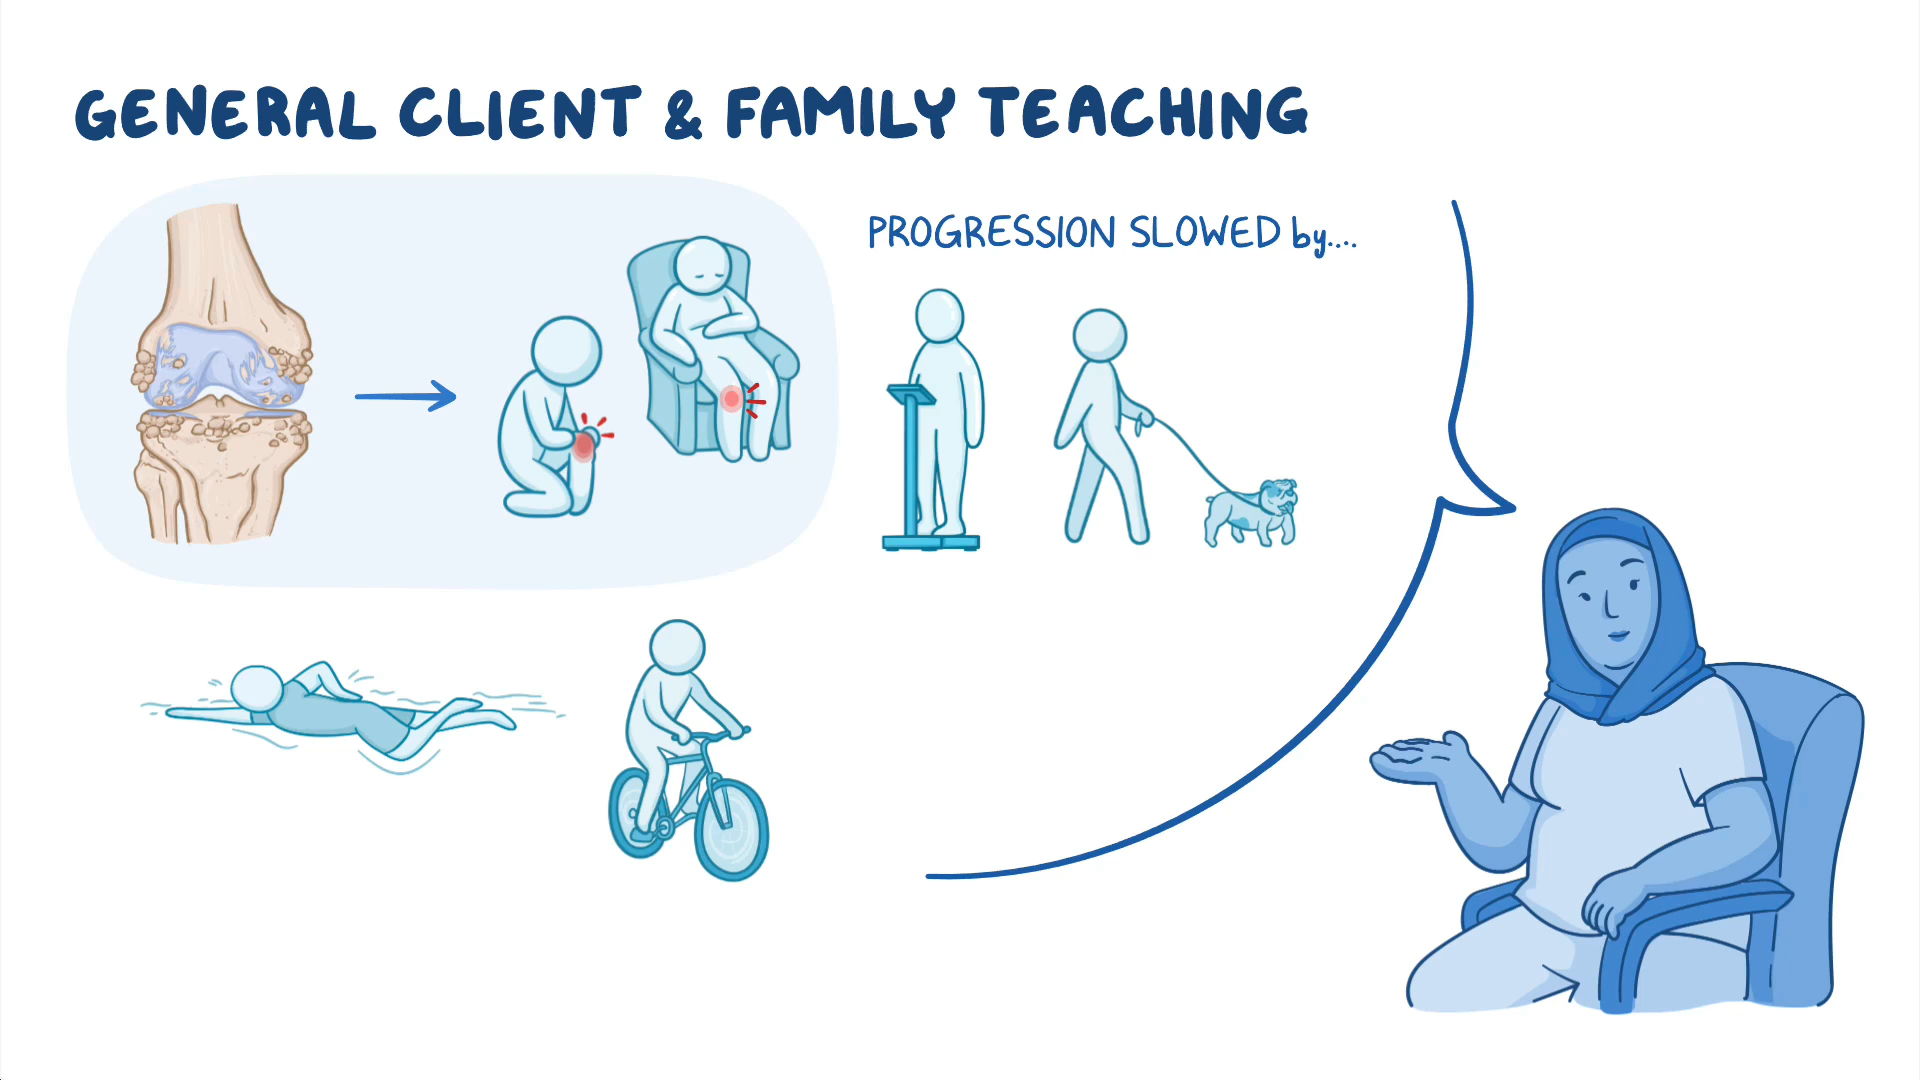 GENERAL CLIENT & FAMILY TEACHING
PROGRESSION SLOWED by....